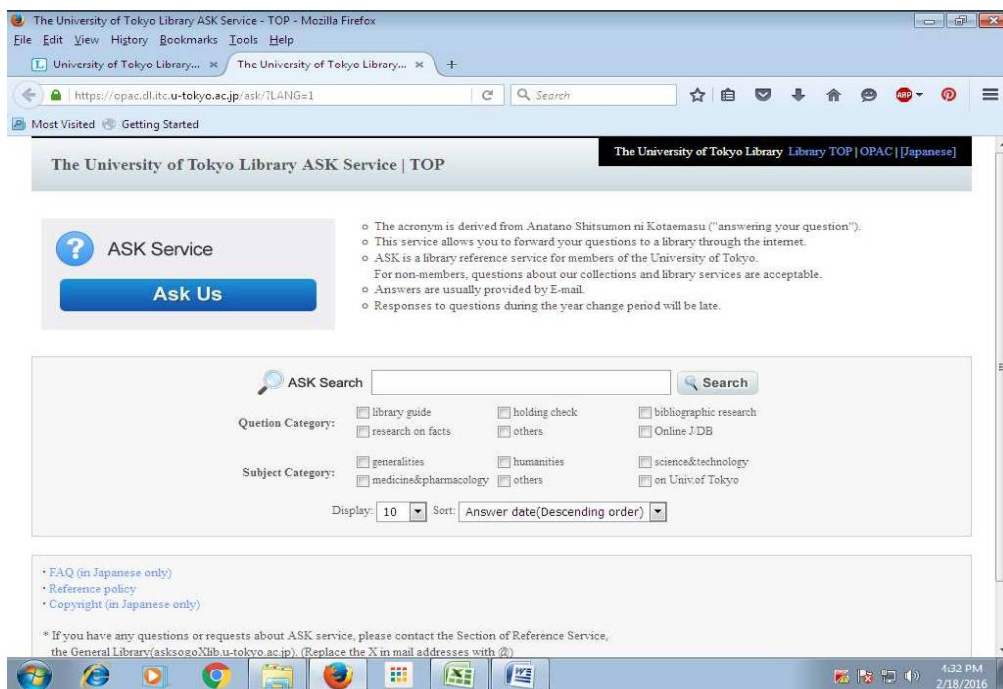 The University of Tokyo Library ASK Service - TOP - Mozilla Firefox
File Edit View History Bookmarks Tools Help
University of Tokyo Library... × The University of Tokyo Library... × +
https://opac.dl.itc.u-tokyo.ac.jp/ask/?LANG=1 Search ABP
Most Visited Getting Started
The University of Tokyo Library Library TOP | OPAC | [Japanese]
The University of Tokyo Library ASK Service | TOP
ASK Service
Ask Us
The acronym is derived from Anatano Shitsumon ni Kotaemasu ("answering your question").
This service allows you to forward your questions to a library through the internet.
ASK is a library reference service for members of the University of Tokyo.
For non-members, questions about our collections and library services are acceptable.
Answers are usually provided by E-mail.
Responses to questions during the year change period will be late.
ASK Search Search
Quetion Category: library guide holding check bibliographic research
research on facts others Online J/DB
Subject Category: generalities humanities science&technology
medicine&pharmacology others on Univ.of Tokyo
Display: 10 Sort: Answer date(Descending order)
・FAQ (in Japanese only)
・Reference policy
・Copyright (in Japanese only)
* If you have any questions or requests about ASK service, please contact the Section of Reference Service,
the General Library(asksogoXlib.u-tokyo.ac.jp). (Replace the X in mail addresses with @)
4:32 PM
2/18/2016